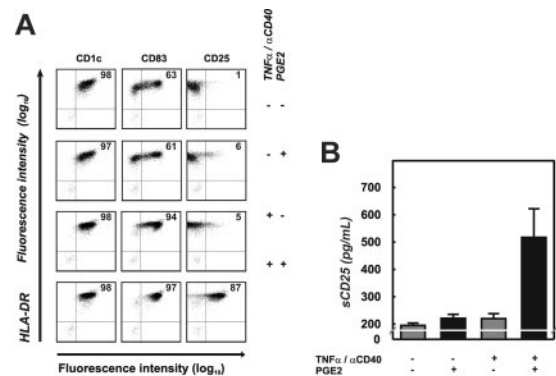 A
CD1c CD83 CD25
TNFα / αCD40
PGE2
98 63 1
- -
97 61 6
- +
98 94 5
+ -
98 97 87
+ +
Fluorescence intensity (log₁₀)
HLA-DR
Fluorescence intensity (log₁₀)
B
sCD25 (pg/mL)
700
600
500
400
300
200
0
TNFα / αCD40 - - + +
PGE2 - + - +